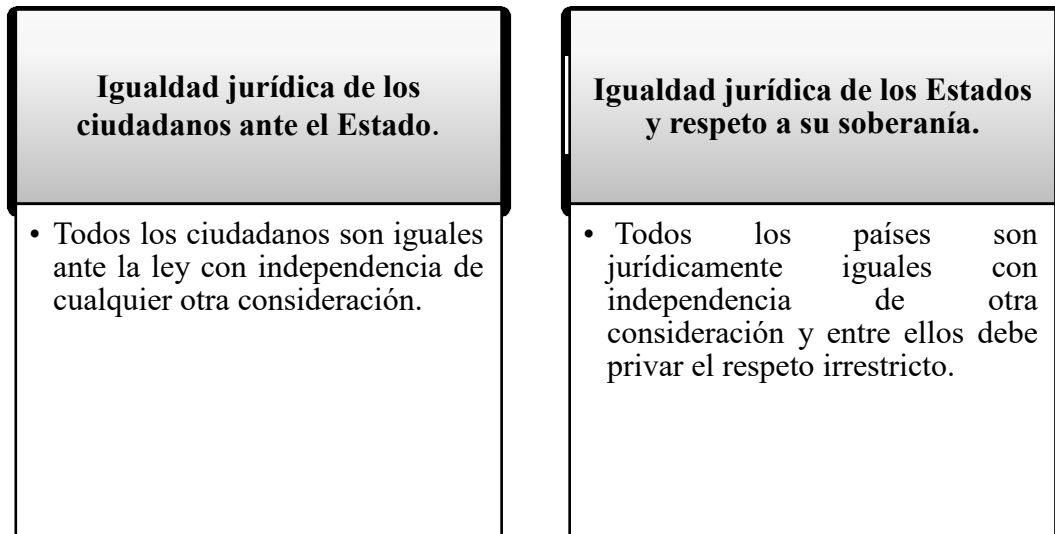 Igualdad jurídica de los
ciudadanos ante el Estado.
• Todos los ciudadanos son iguales
ante la ley con independencia de
cualquier otra consideración.
Igualdad jurídica de los Estados
y respeto a su soberanía.
• Todos los países son
jurídicamente iguales con
independencia de otra
consideración y entre ellos debe
privar el respeto irrestricto.